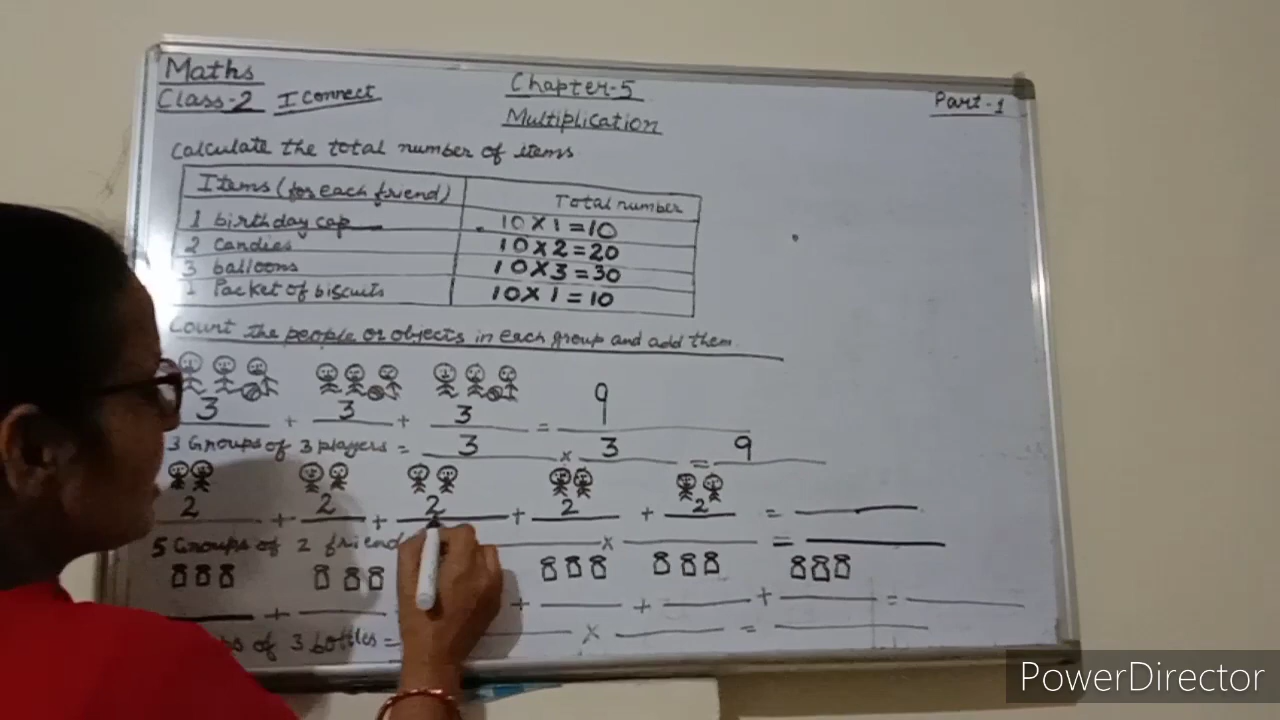 Maths
Class-2 I Connect
Chapter-5
Multiplication
Part-1
Calculate the total number of items
Items (for each friend) Total number
1 birthday cap 10 X 1 = 10
2 Candies 10 X 2 = 20
3 balloons 10 X 3 = 30
1 Packet of biscuits 10 X 1 = 10
Count the people or objects in each group and add them.
3 + 3 + 3 = 9
3 Groups of 3 players = 3 x 3 = 9
2 + 2 + 2 + 2 + 2 =
5 Groups of 2 friend x =
+ + + + =
of 3 bottles = x =
PowerDirector